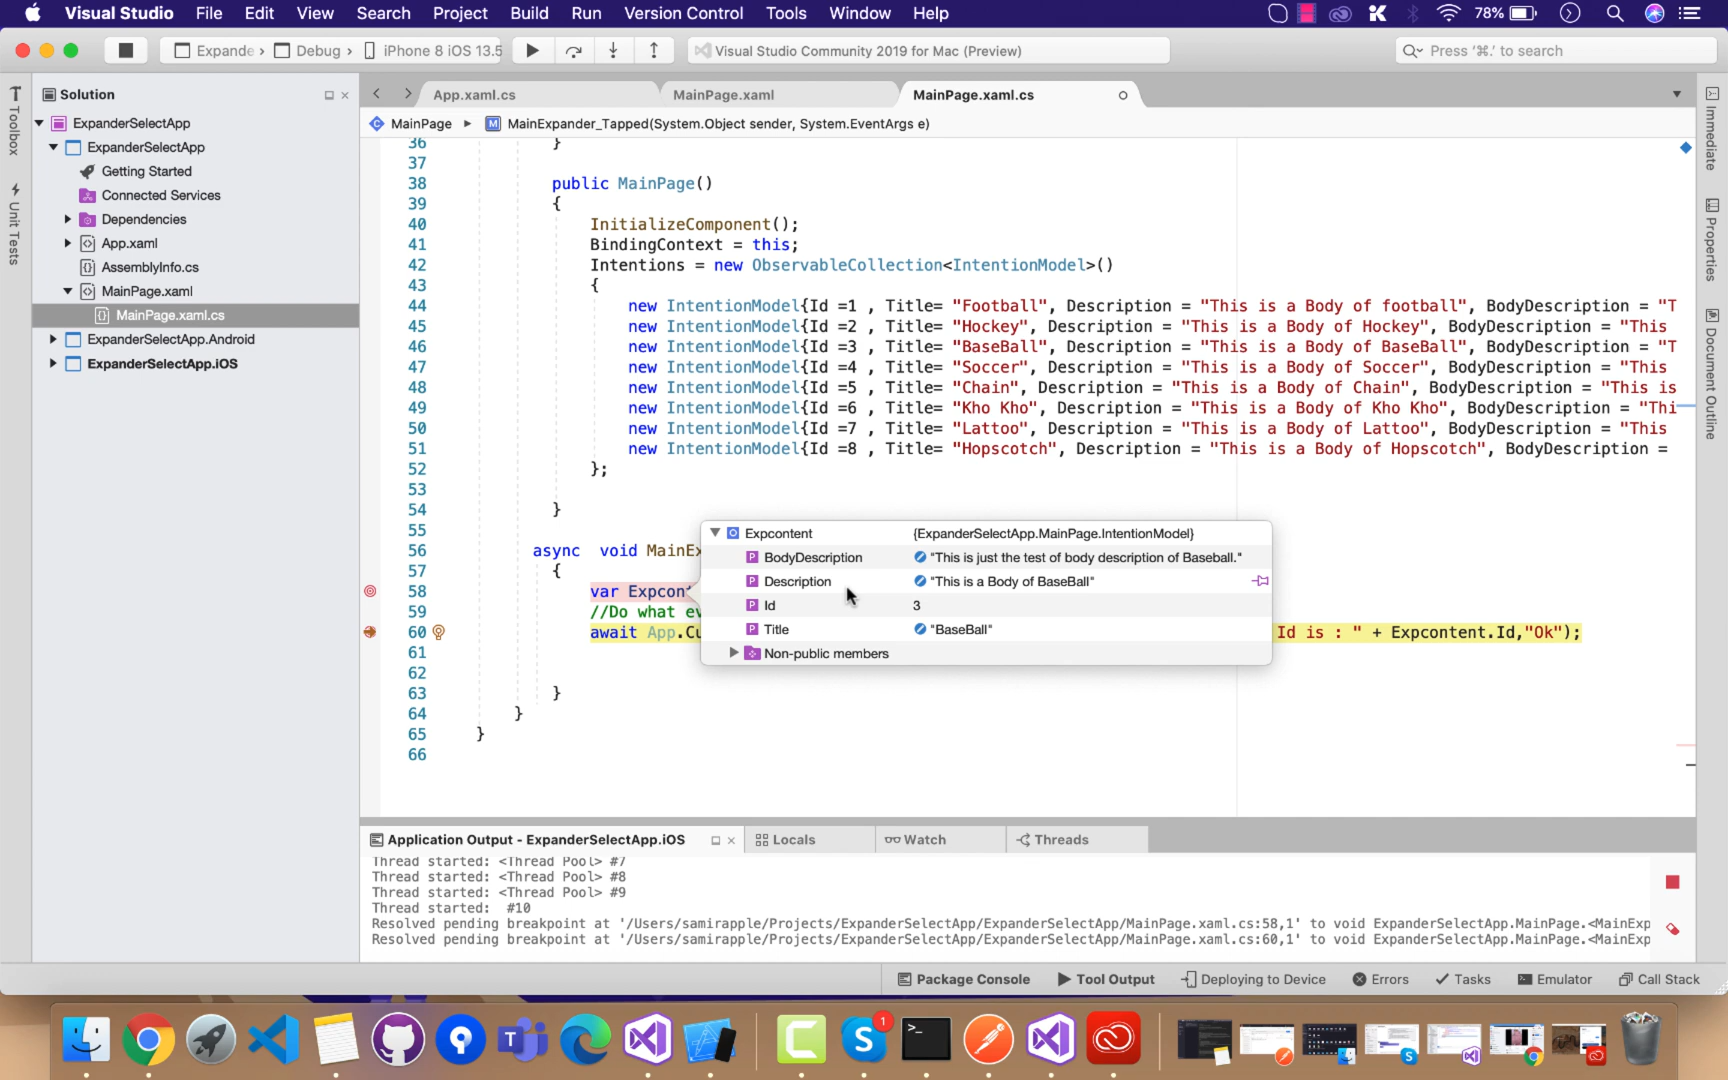 Visual Studio File Edit View Search Project Build Run Version Control Tools Window Help 78%
Expande › Debug › iPhone 8 iOS 13.5
Visual Studio Community 2019 for Mac (Preview)
Press '⌘.' to search
Solution
ExpanderSelectApp
ExpanderSelectApp
Getting Started
Connected Services
Dependencies
App.xaml
AssemblyInfo.cs
MainPage.xaml
MainPage.xaml.cs
ExpanderSelectApp.Android
ExpanderSelectApp.iOS
Toolbox
Unit Tests
App.xaml.cs MainPage.xaml MainPage.xaml.cs
MainPage MainExpander_Tapped(System.Object sender, System.EventArgs e)
36 }
37
38 public MainPage()
39 {
40 InitializeComponent();
41 BindingContext = this;
42 Intentions = new ObservableCollection<IntentionModel>()
43 {
44 new IntentionModel{Id =1 , Title= "Football", Description = "This is a Body of football", BodyDescription = "T
45 new IntentionModel{Id =2 , Title= "Hockey", Description = "This is a Body of Hockey", BodyDescription = "This
46 new IntentionModel{Id =3 , Title= "BaseBall", Description = "This is a Body of BaseBall", BodyDescription = "T
47 new IntentionModel{Id =4 , Title= "Soccer", Description = "This is a Body of Soccer", BodyDescription = "This
48 new IntentionModel{Id =5 , Title= "Chain", Description = "This is a Body of Chain", BodyDescription = "This is
49 new IntentionModel{Id =6 , Title= "Kho Kho", Description = "This is a Body of Kho Kho", BodyDescription = "Thi
50 new IntentionModel{Id =7 , Title= "Lattoo", Description = "This is a Body of Lattoo", BodyDescription = "This
51 new IntentionModel{Id =8 , Title= "Hopscotch", Description = "This is a Body of Hopscotch", BodyDescription =
52 };
53
54 }
55
56 async void MainEx
57 {
58 var Expcont
59 //Do what ev
60 await App.Cu Id is : " + Expcontent.Id,"Ok");
61
62
63 }
64 }
65 }
66
Expcontent {ExpanderSelectApp.MainPage.IntentionModel}
BodyDescription "This is just the test of body description of Baseball."
Description "This is a Body of BaseBall"
Id 3
Title "BaseBall"
Non-public members
Immediate
Properties
Document Outline
Application Output - ExpanderSelectApp.iOS Locals Watch Threads
Thread started: <Thread Pool> #7
Thread started: <Thread Pool> #8
Thread started: <Thread Pool> #9
Thread started: #10
Resolved pending breakpoint at '/Users/samirapple/Projects/ExpanderSelectApp/ExpanderSelectApp/MainPage.xaml.cs:58,1' to void ExpanderSelectApp.MainPage.<MainExp
Resolved pending breakpoint at '/Users/samirapple/Projects/ExpanderSelectApp/ExpanderSelectApp/MainPage.xaml.cs:60,1' to void ExpanderSelectApp.MainPage.<MainExp
Package Console Tool Output Deploying to Device Errors Tasks Emulator Call Stack
1